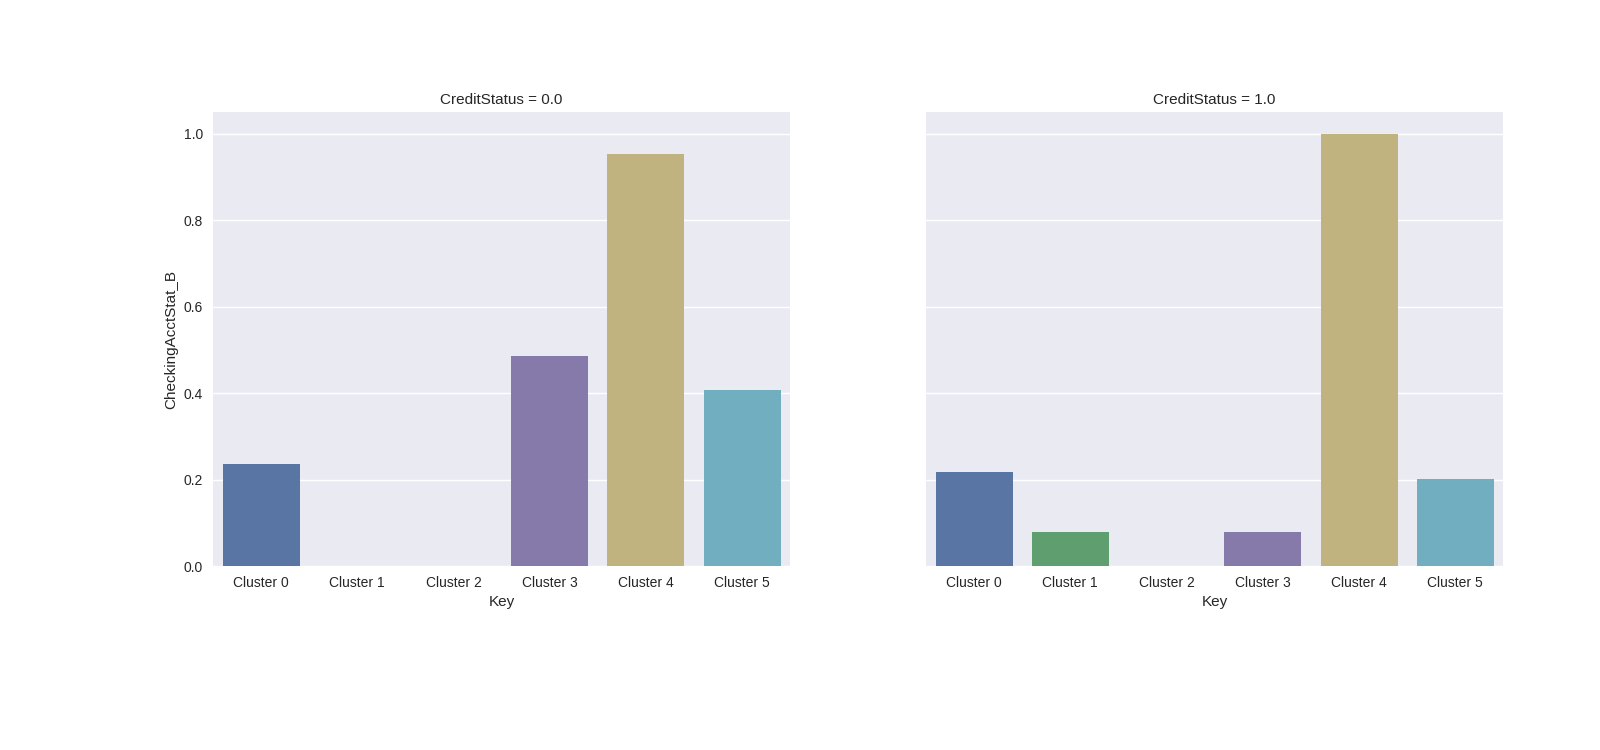 CreditStatus = 0.0
CreditStatus = 1.0
CheckingAcctStat_B
1.0
0.8
0.6
0.4
0.2
0.0
Cluster 0 Cluster 1 Cluster 2 Cluster 3 Cluster 4 Cluster 5
Key
Cluster 0 Cluster 1 Cluster 2 Cluster 3 Cluster 4 Cluster 5
Key